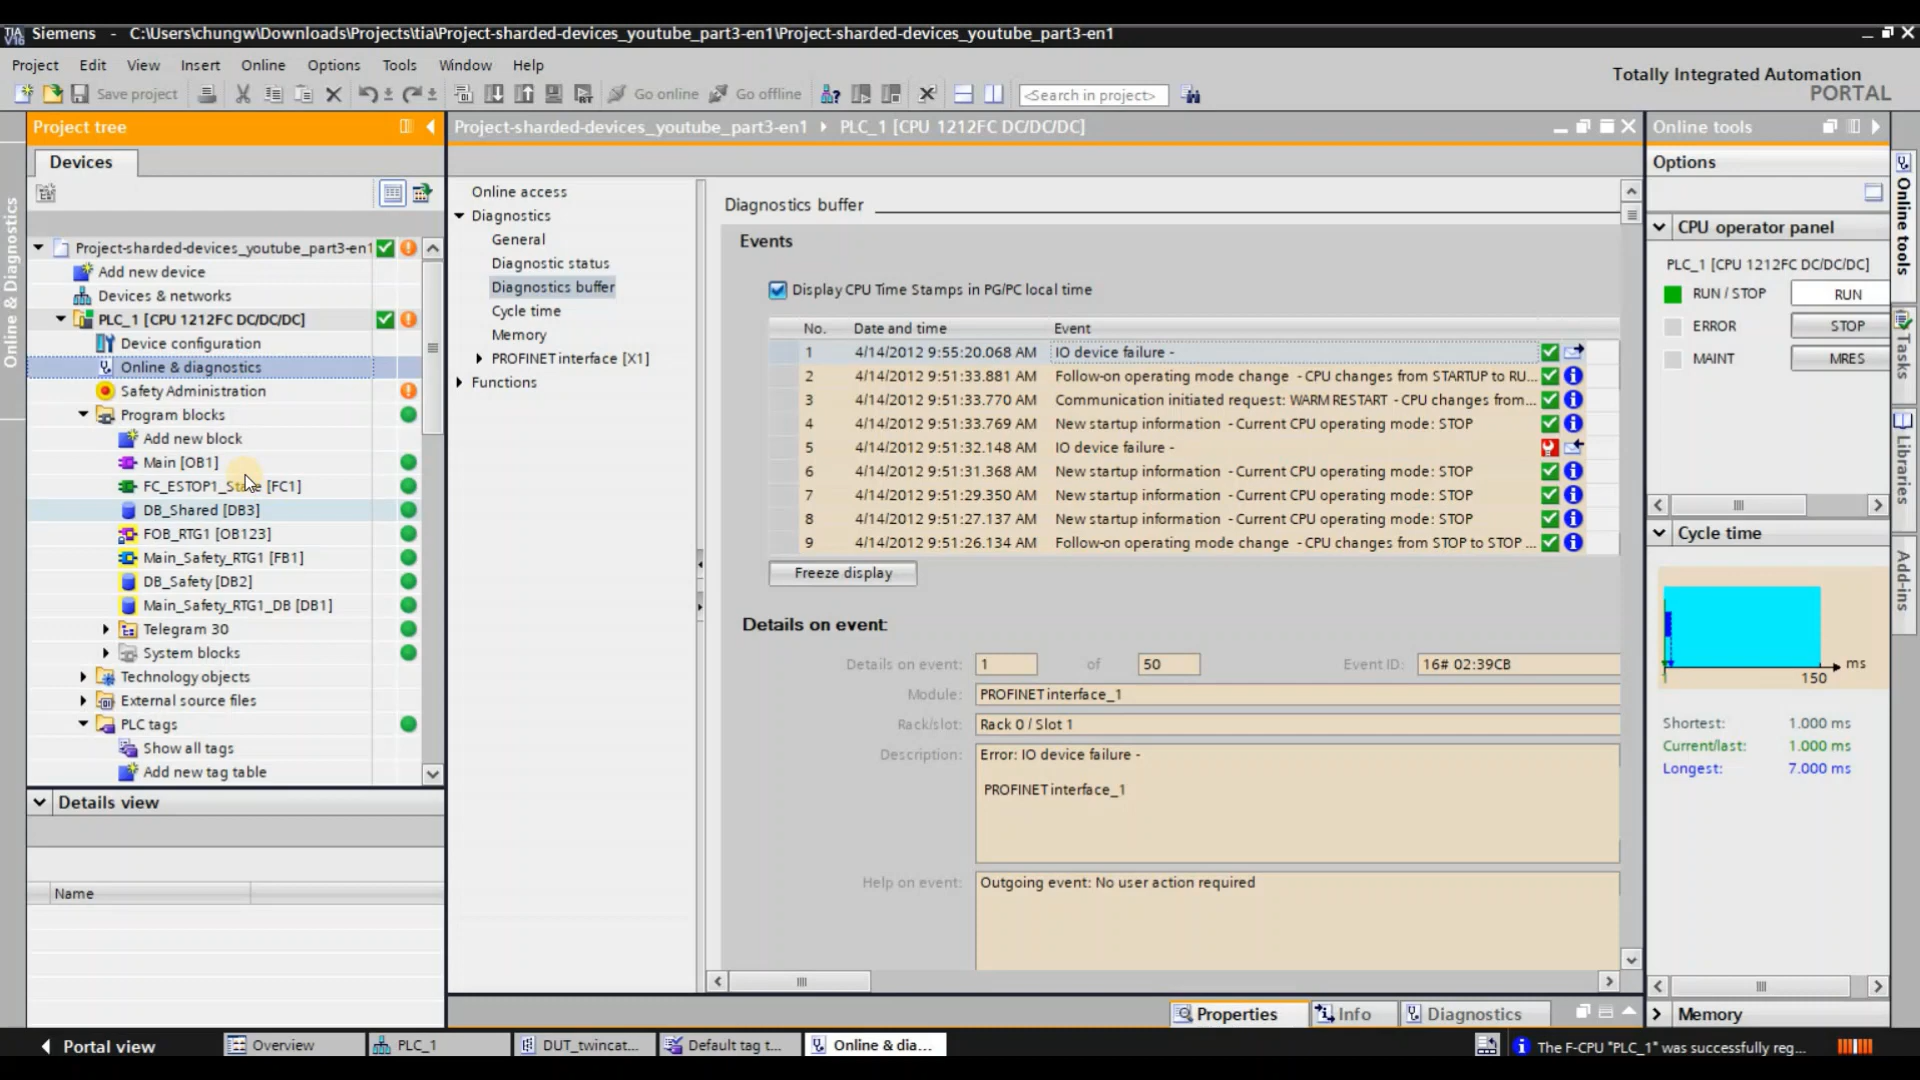 Siemens - C:\Users\chungw\Downloads\Projects\tia\Project-sharded-devices_youtube_part3-en1\Project-sharded-devices_youtube_part3-en1
Project Edit View Insert Online Options Tools Window Help
Totally Integrated Automation
PORTAL
Save project
Go online
Go offline
<Search in project>
Project tree
Project-sharded-devices_youtube_part3-en1 PLC_1 [CPU 1212FC DC/DC/DC]
Online tools
Devices
Options
Online & Diagnostics
Project-sharded-devices_youtube_part3-en1
Add new device
Devices & networks
PLC_1 [CPU 1212FC DC/DC/DC]
Device configuration
Online & diagnostics
Safety Administration
Program blocks
Add new block
Main [OB1]
[FC1]
DB_Shared [DB3]
FOB_RTG1 [OB123]
Main_Safety_RTG1 [FB1]
DB_Safety [DB2]
Main_Safety_RTG1_DB [DB1]
Telegram 30
System blocks
Technology objects
External source files
PLC tags
Show all tags
Add new tag table
Details view
Name
Online access
Diagnostics
General
Diagnostic status
Diagnostics buffer
Cycle time
Memory
PROFINET interface [X1]
Functions
Diagnostics buffer
Events
Display CPU Time Stamps in PG/PC local time
No. Date and time Event
1 4/14/2012 9:55:20.068 AM IO device failure -
2 4/14/2012 9:51:33.881 AM Follow-on operating mode change - CPU changes from STARTUP to RU...
3 4/14/2012 9:51:33.770 AM Communication initiated request: WARM RESTART - CPU changes from...
4 4/14/2012 9:51:33.769 AM New startup information - Current CPU operating mode: STOP
5 4/14/2012 9:51:32.148 AM IO device failure -
6 4/14/2012 9:51:31.368 AM New startup information - Current CPU operating mode: STOP
7 4/14/2012 9:51:29.350 AM New startup information - Current CPU operating mode: STOP
8 4/14/2012 9:51:27.137 AM New startup information - Current CPU operating mode: STOP
9 4/14/2012 9:51:26.134 AM Follow-on operating mode change - CPU changes from STOP to STOP ...
Freeze display
Details on event:
Details on event: 1 of 50 Event ID: 16# 02:39CB
Module: PROFINET interface_1
Rack/slot: Rack 0 / Slot 1
Description: Error: IO device failure -
PROFINET interface_1
Help on event: Outgoing event: No user action required
CPU operator panel
PLC_1 [CPU 1212FC DC/DC/DC]
RUN / STOP RUN
ERROR STOP
MAINT MRES
Cycle time
ms
150
Shortest: 1.000 ms
Current/last: 1.000 ms
Longest: 7.000 ms
Memory
Online tools
Tasks
Libraries
Add-ins
Properties Info Diagnostics
Portal view Overview PLC_1 DUT_twincat... Default tag t... Online & dia...
The F-CPU "PLC_1" was successfully reg...